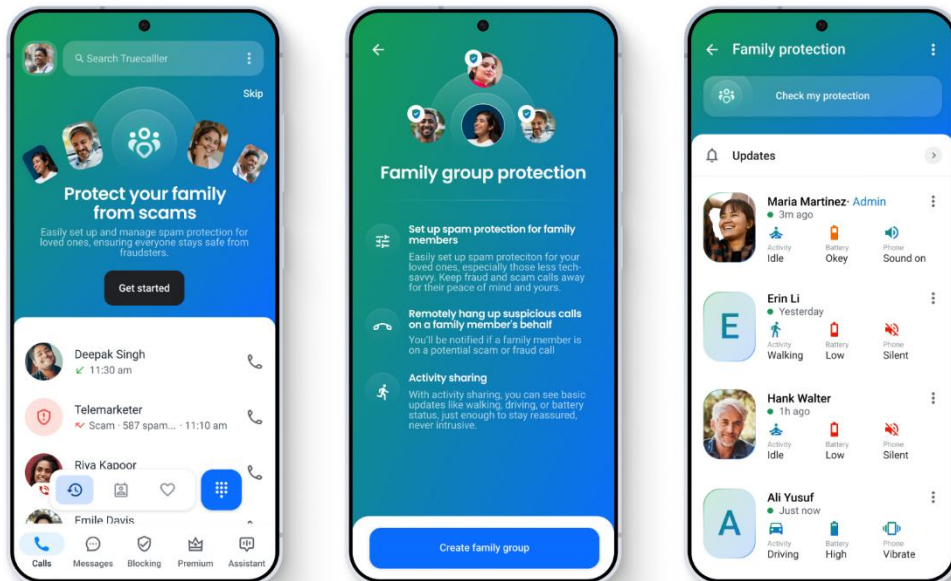 Search Truecalller
Skip
Protect your family
from scams
Easily set up and manage spam protection for
loved ones, ensuring everyone stays safe from
fraudsters.
Get started
Deepak Singh
11:30 am
Telemarketer
Scam · 587 spam... · 11:10 am
Riya Kapoor
Emile Davis
Calls
Messages
Blocking
Premium
Assistant
Family group protection
Set up spam protection for family
members
Easily set up spam proteciton for your
loved ones, especially those less tech-
savvy. Keep fraud and scam calls away
for their peace of mind and yours.
Remotely hang up suspicious calls
on a family member's behalf
You'll be notified if a family member is
on a potential scam or fraud call
Activity sharing
With activity sharing, you can see basic
updates like walking, driving, or battery
status, just enough to stay reassured,
never intrusive.
Create family group
Family protection
Check my protection
Updates
Maria Martinez· Admin
3m ago
Activity Battery Phone
Idle Okey Sound on
E
Erin Li
Yesterday
Activity Battery Phone
Walking Low Silent
Hank Walter
1h ago
Activity Battery Phone
Idle Low Silent
A
Ali Yusuf
Just now
Activity Battery Phone
Driving High Vibrate